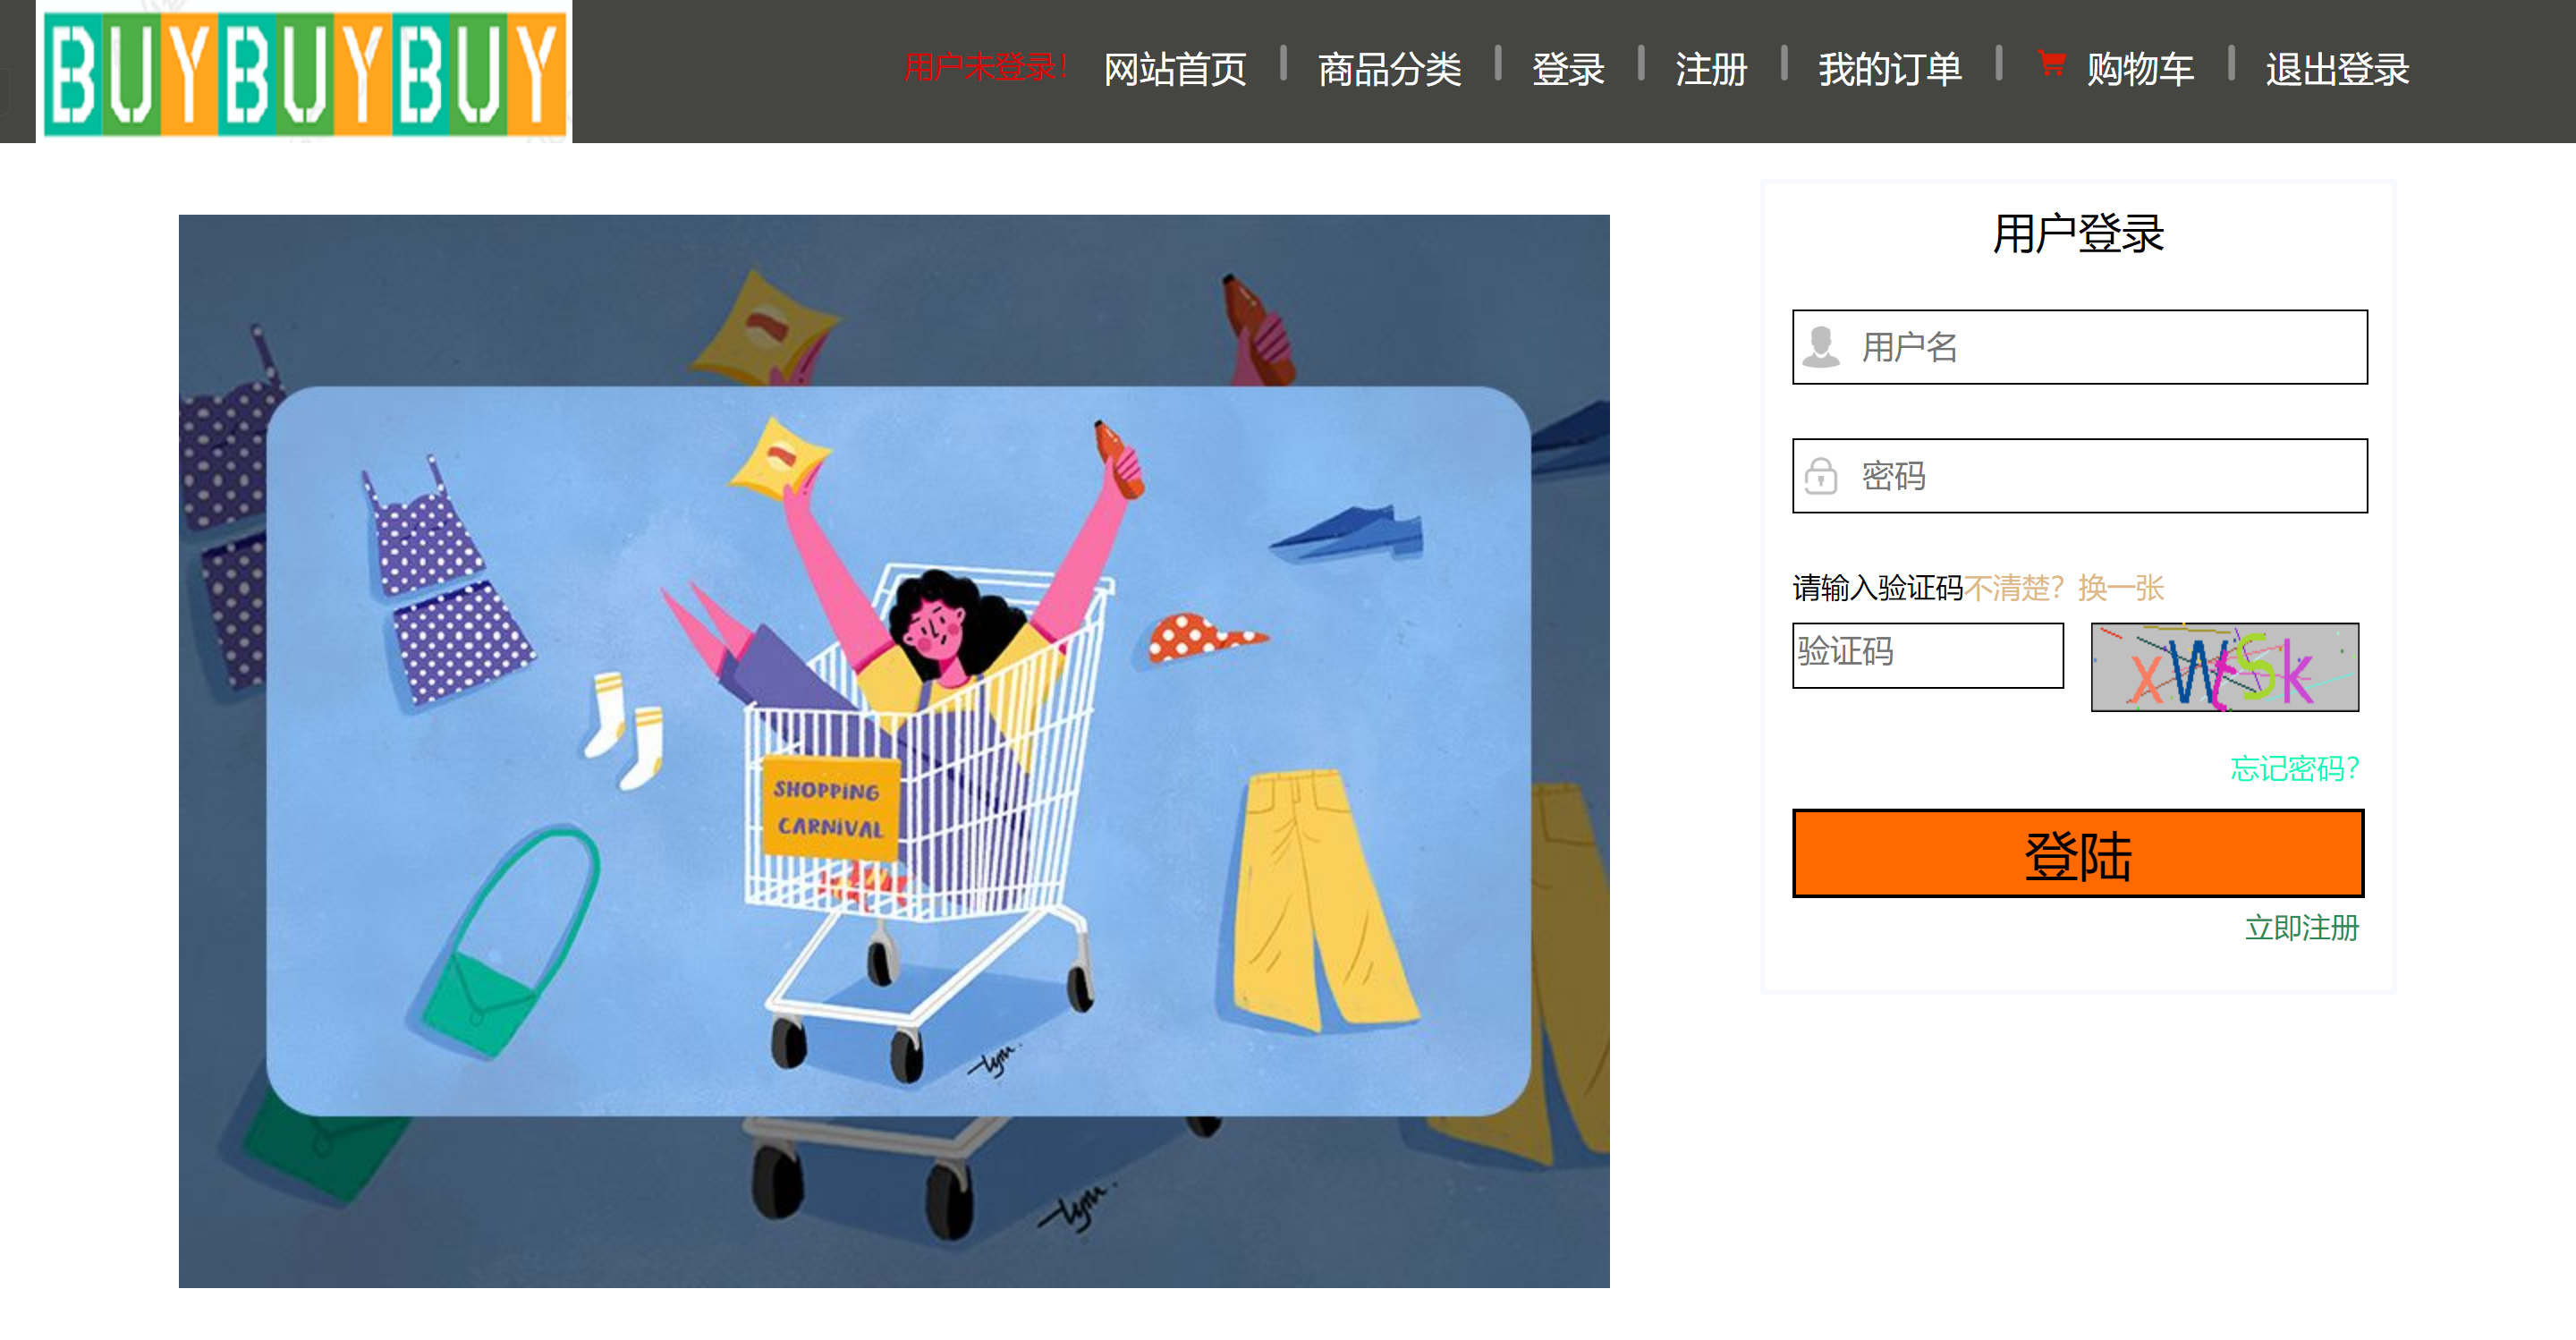 BUYBUYBUY
用户未登录！ 网站首页 商品分类 登录 注册 我的订单 购物车 退出登录
用户登录
用户名
密码
请输入验证码不清楚？换一张
验证码
忘记密码?
登陆
立即注册
SHOPPiNG
CARNiVAL